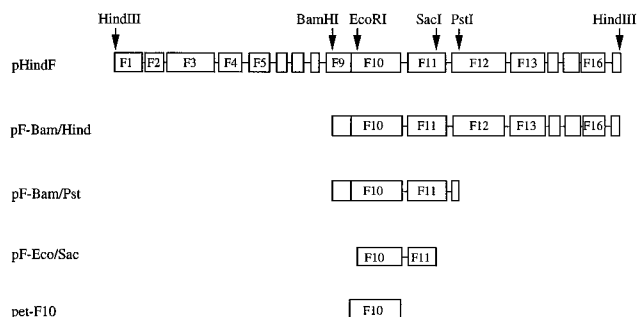 HindIII BamHI EcoRI SacI PstI HindIII
pHindF F1 F2 F3 F4 F5 F9 F10 F11 F12 F13 F16
pF-Bam/Hind F10 F11 F12 F13 F16
pF-Bam/Pst F10 F11
pF-Eco/Sac F10 F11
pet-F10 F10